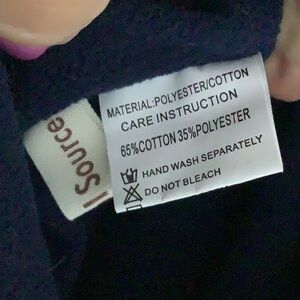 MATERIAL:POLYESTER/COTTON
CARE INSTRUCTION
65%COTTON 35%POLYESTER
HAND WASH SEPARATELY
DO NOT BLEACH
Source